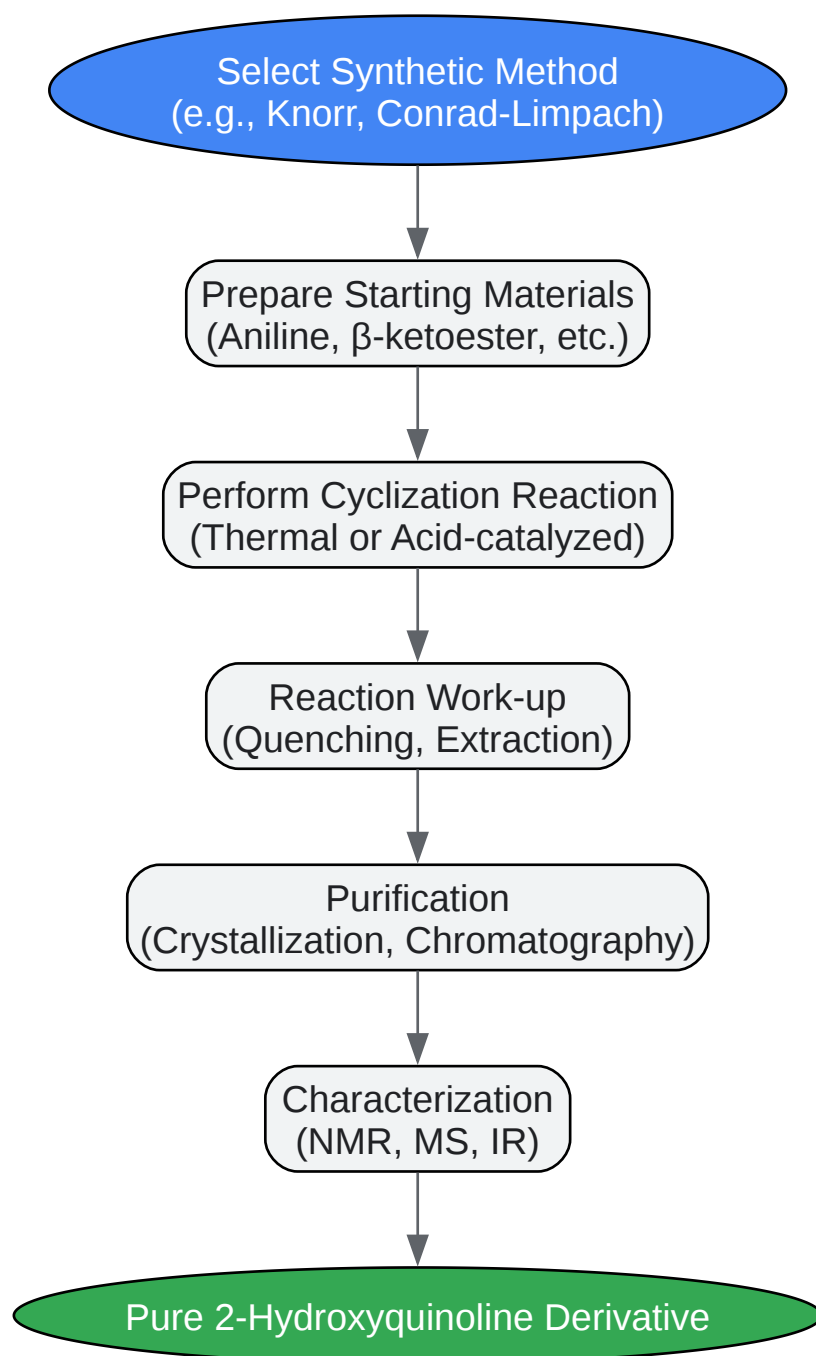 Select Synthetic Method
(e.g., Knorr, Conrad-Limpach)
Prepare Starting Materials
(Aniline, β-ketoester, etc.)
Perform Cyclization Reaction
(Thermal or Acid-catalyzed)
Reaction Work-up
(Quenching, Extraction)
Purification
(Crystallization, Chromatography)
Characterization
(NMR, MS, IR)
Pure 2-Hydroxyquinoline Derivative